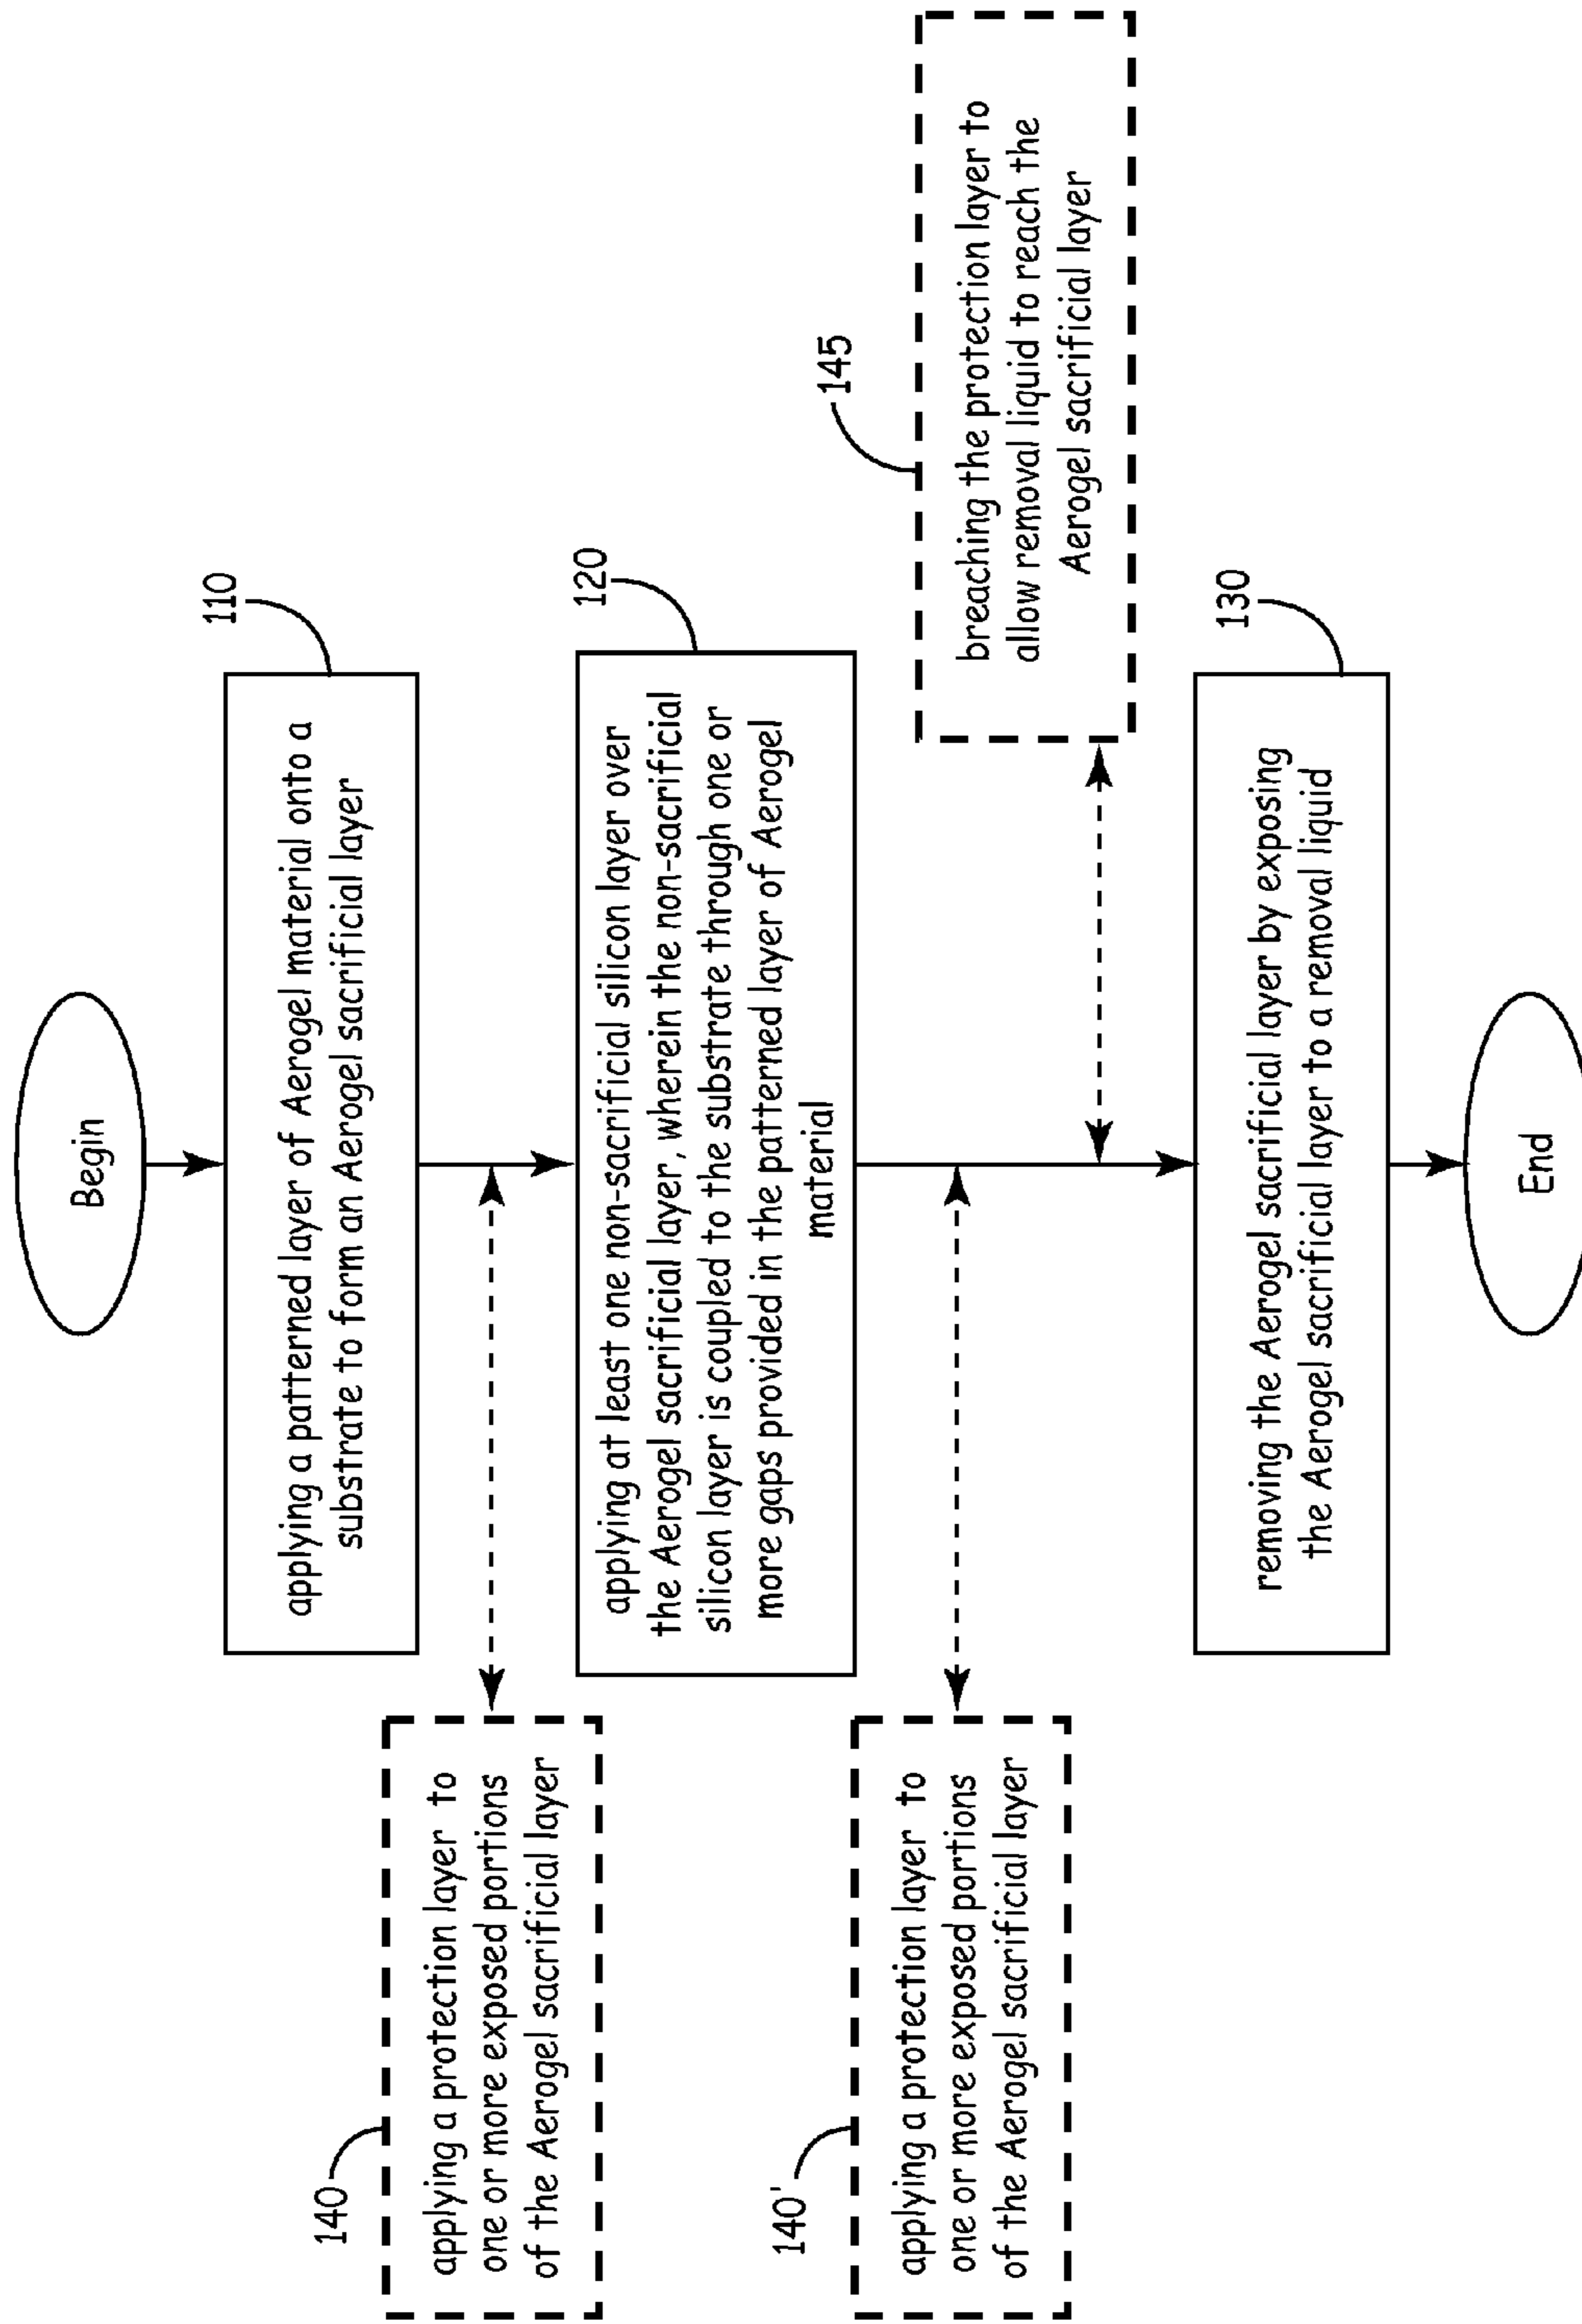 Begin
110
applying a patterned layer of Aerogel material onto a
substrate to form an Aerogel sacrificial layer
140
applying a protection layer to
one or more exposed portions
of the Aerogel sacrificial layer
120
applying at least one non-sacrificial silicon layer over
the Aerogel sacrificial layer, wherein the non-sacrificial
silicon layer is coupled to the substrate through one or
more gaps provided in the patterned layer of Aerogel
material
140'
applying a protection layer to
one or more exposed portions
of the Aerogel sacrificial layer
145
breaching the protection layer to
allow removal liquid to reach the
Aerogel sacrificial layer
130
removing the Aerogel sacrificial layer by exposing
the Aerogel sacrificial layer to a removal liquid
End